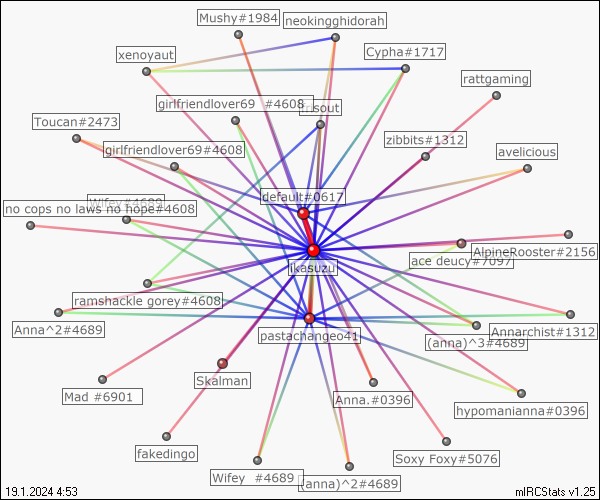 Mushy#1984
neokingghidorah
xenoyaut
Cypha#1717
rattgaming
girlfriendlover69 #4608
Toucan#2473
zibbits#1312
girlfriendlover69#4608
avelicious
default#0617
Wifey#4689
no cops no laws no hope#4608
AlpineRooster#2156
ace deucy#7097
likasuzu
ramshackle gorey#4608
Anna^2#4689
Annarchist#1312
pastachangeo41
(anna)^3#4689
Skalman
Mad #6901
Anna.#0396
hypomanianna#0396
fakedingo
Soxy Foxy#5076
Wifey #4689
(anna)^2#4689
19.1.2024 4:53
mIRCStats v1.25